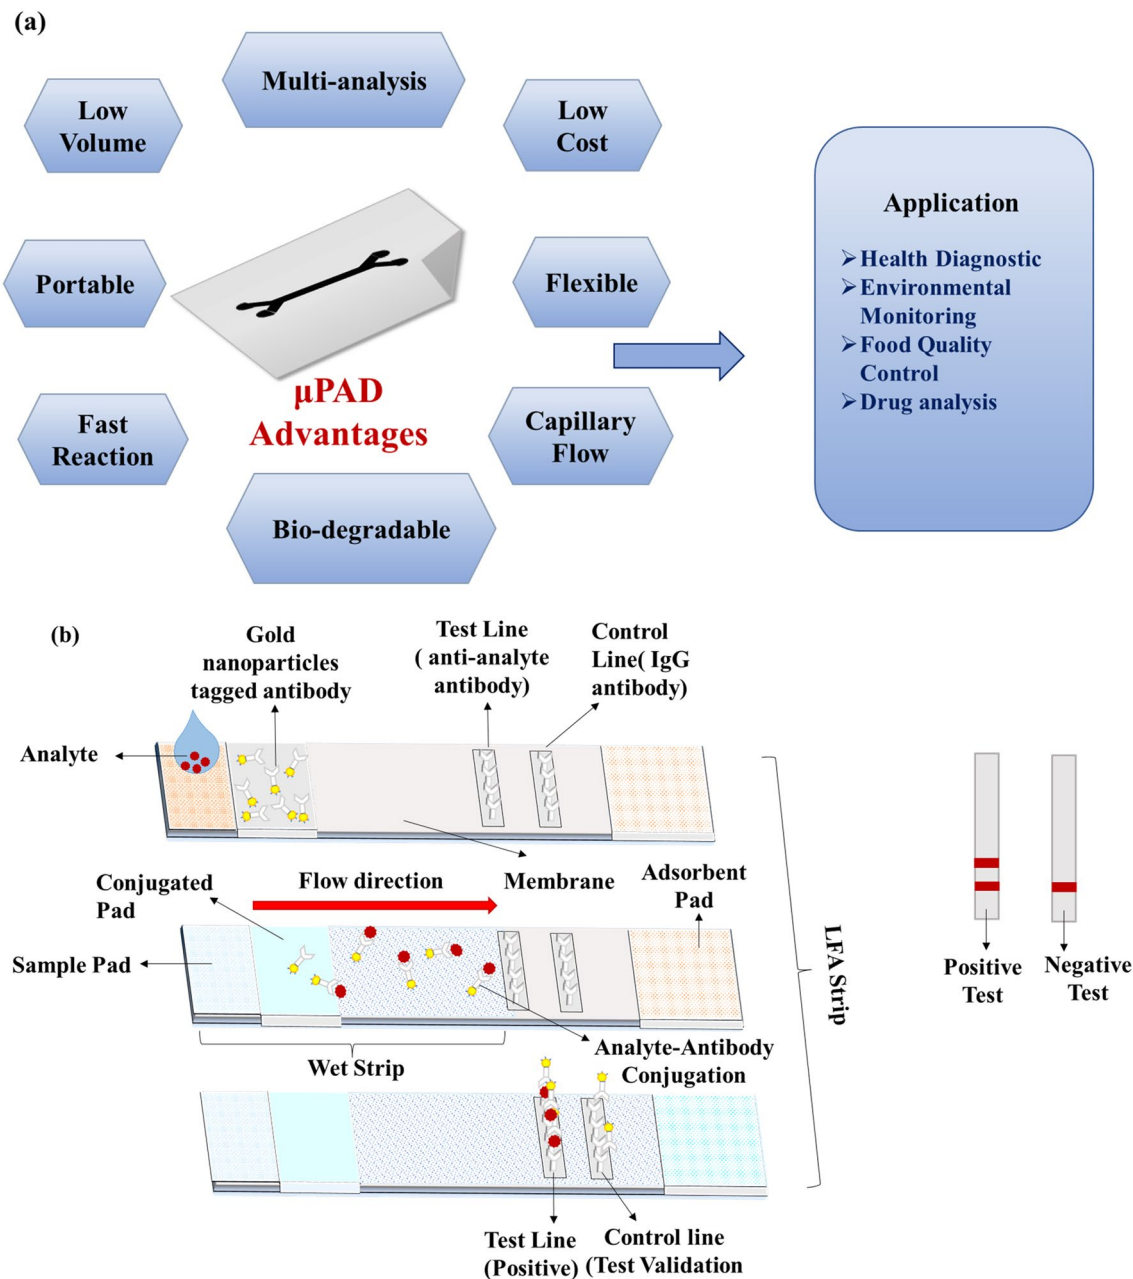 (a)
Multi-analysis
Low
Volume
Low
Cost
Portable
Flexible
Fast
Reaction
Capillary
Flow
Bio-degradable
μPAD
Advantages
Application
➢Health Diagnostic
➢Environmental
Monitoring
➢Food Quality
Control
➢Drug analysis
(b)
Gold
nanoparticles
tagged antibody
Test Line
( anti-analyte
antibody)
Control
Line( IgG
antibody)
Analyte
Conjugated
Pad
Flow direction
Membrane
Adsorbent
Pad
Sample Pad
Wet Strip
Analyte-Antibody
Conjugation
Test Line
(Positive)
Control line
(Test Validation
LFA Strip
Positive
Test
Negative
Test